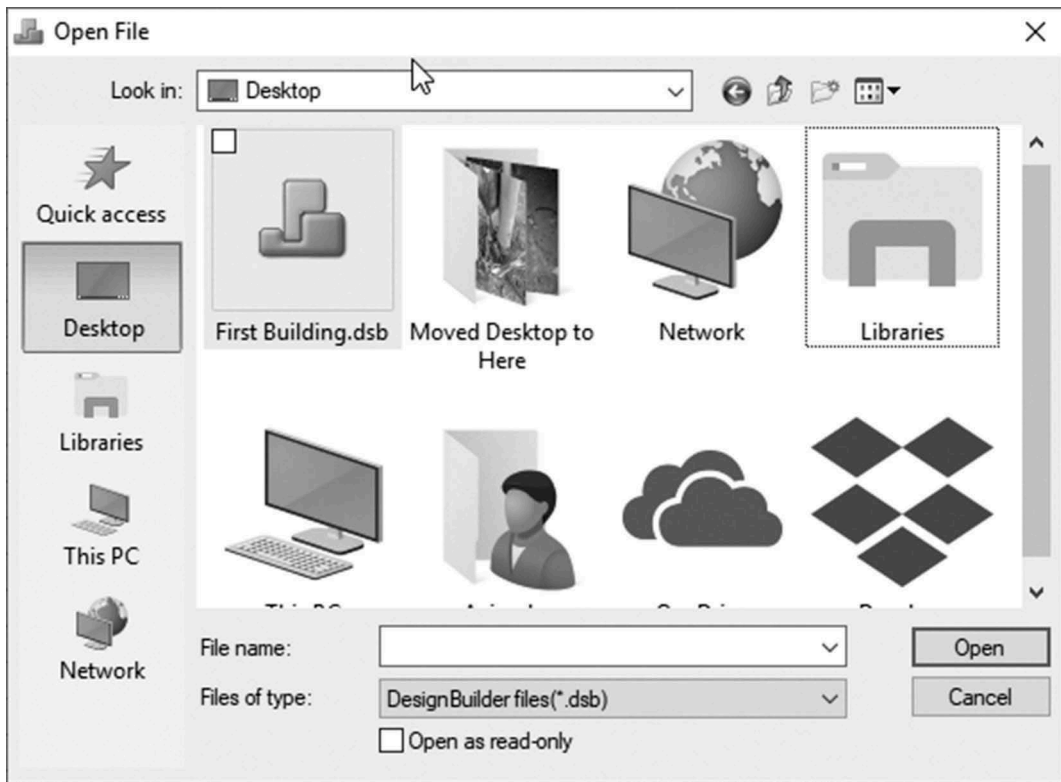 Open File
Look in:
Desktop
Quick access
Desktop
Libraries
This PC
Network
First Building.dsb
Moved Desktop to
Here
Network
Libraries
File name:
Open
Files of type:
DesignBuilder files(*.dsb)
Cancel
Open as read-only